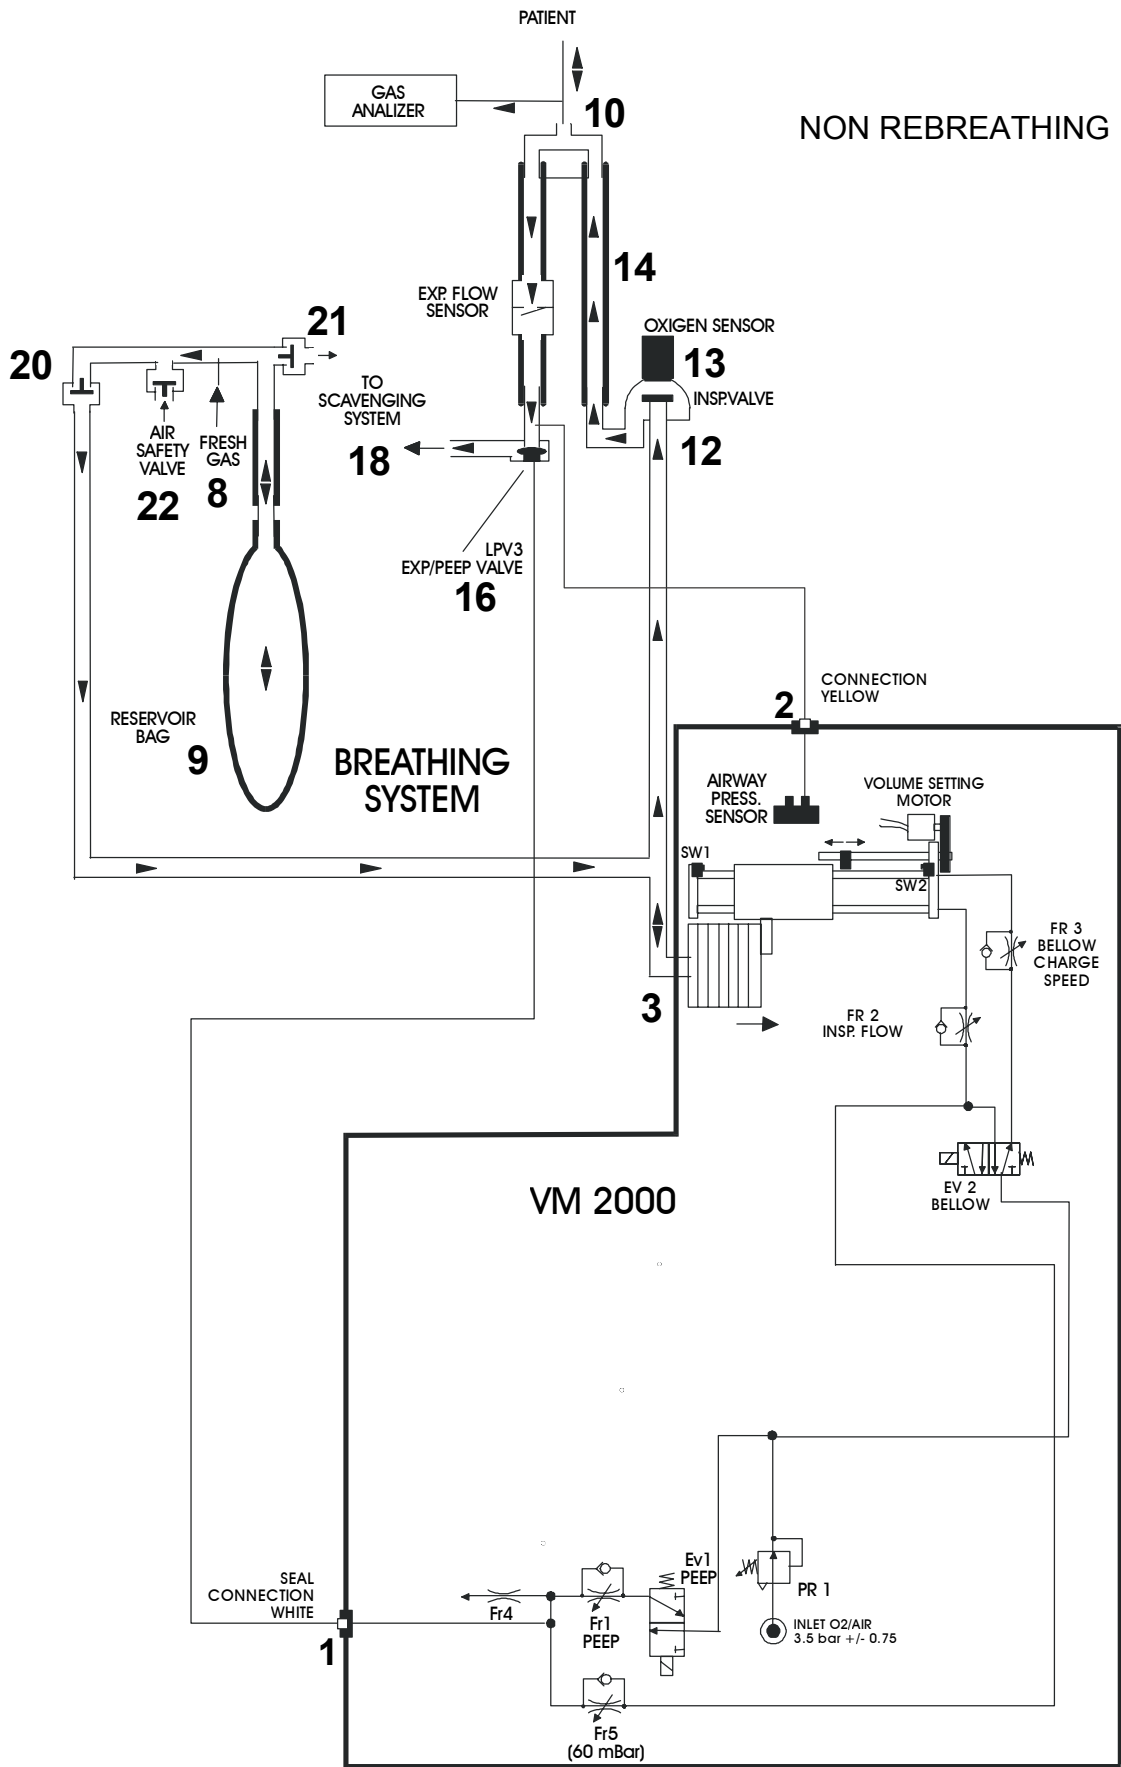 PATIENT
GAS
ANALIZER
10
NON REBREATHING
14
EXP. FLOW
SENSOR
21
OXIGEN SENSOR
13
20
TO
SCAVENGING
SYSTEM
INSP.VALVE
AIR
SAFETY
VALVE
FRESH
GAS
18
12
22
8
LPV3
EXP/PEEP VALVE
16
CONNECTION
YELLOW
2
RESERVOIR
BAG
9
BREATHING
SYSTEM
AIRWAY
PRESS.
SENSOR
VOLUME SETTING
MOTOR
SW1
SW2
FR 3
BELLOW
CHARGE
SPEED
3
FR 2
INSP. FLOW
EV 2
BELLOW
VM 2000
SEAL
CONNECTION
WHITE
1
Fr4
Fr1
PEEP
Ev1
PEEP
PR 1
INLET O2/AIR
3.5 bar +/- 0.75
Fr5
(60 mBar)